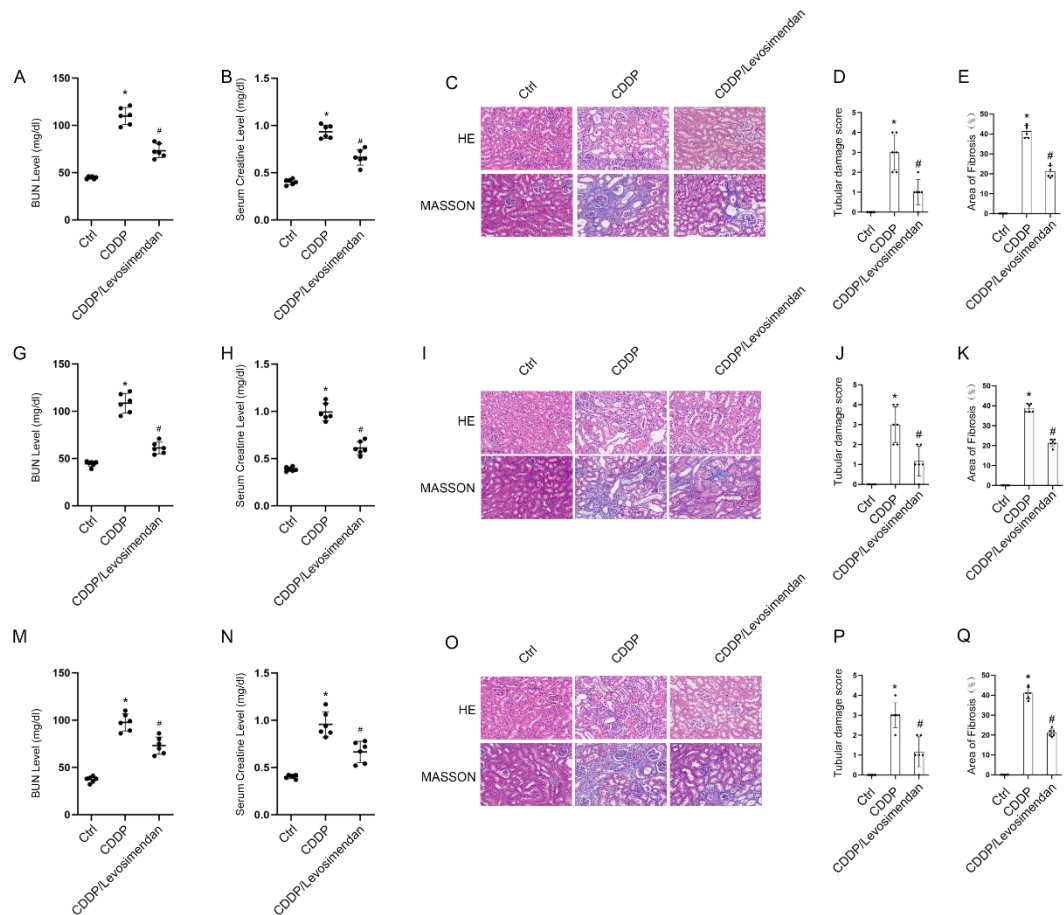 A
BUN Level (mg/dl)
150
100
50
0
*
#
Ctrl
CDDP
CDDP/Levosimendan
B
Serum Creatine Level (mg/dl)
1.5
1.0
0.5
0.0
*
#
Ctrl
CDDP
CDDP/Levosimendan
C
Ctrl
CDDP
CDDP/Levosimendan
HE
MASSON
D
Tubular damage score
5
4
3
2
1
0
*
#
Ctrl
CDDP
CDDP/Levosimendan
E
Area of Fibrosis（%）
50
40
30
20
10
0
*
#
Ctrl
CDDP
CDDP/Levosimendan
G
BUN Level (mg/dl)
150
100
50
0
*
#
Ctrl
CDDP
CDDP/Levosimendan
H
Serum Creatine Level (mg/dl)
1.5
1.0
0.5
0.0
*
#
Ctrl
CDDP
CDDP/Levosimendan
I
Ctrl
CDDP
CDDP/Levosimendan
HE
MASSON
J
Tubular damage score
5
4
3
2
1
0
*
#
Ctrl
CDDP
CDDP/Levosimendan
K
Area of Fibrosis（%）
50
40
30
20
10
0
*
#
Ctrl
CDDP
CDDP/Levosimendan
M
BUN Level (mg/dl)
150
100
50
0
*
#
Ctrl
CDDP
CDDP/Levosimendan
N
Serum Creatine Level (mg/dl)
1.5
1.0
0.5
0.0
*
#
Ctrl
CDDP
CDDP/Levosimendan
O
Ctrl
CDDP
CDDP/Levosimendan
HE
MASSON
P
Tubular damage score
5
4
3
2
1
0
*
#
Ctrl
CDDP
CDDP/Levosimendan
Q
Area of Fibrosis（%）
50
40
30
20
10
0
*
#
Ctrl
CDDP
CDDP/Levosimendan